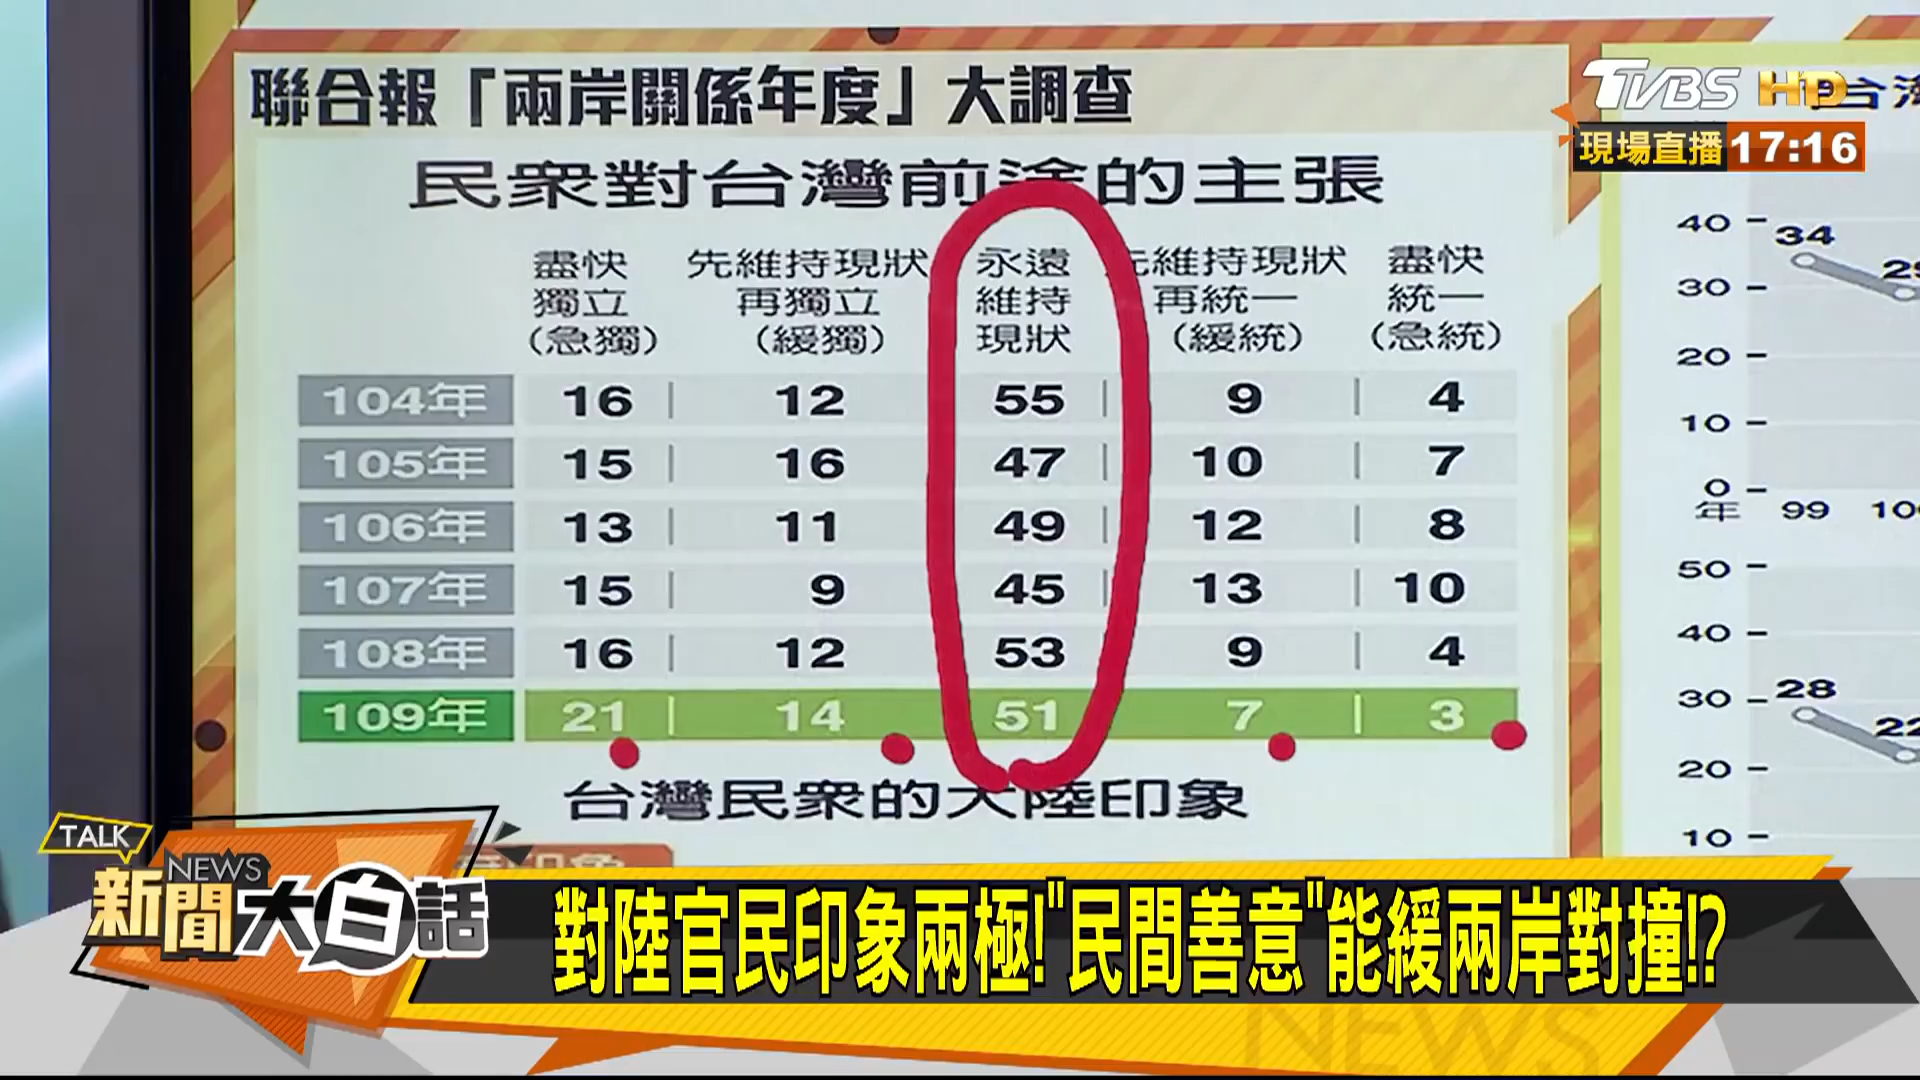 聯合報「兩岸關係年度」大調查
TVBS HD
現場直播 17:16
民眾對台灣前途的主張
盡快獨立(急獨) 先維持現狀再獨立(緩獨) 永遠維持現狀 先維持現狀再統一(緩統) 盡快統一(急統)
104年 16 12 55 9 4
105年 15 16 47 10 7
106年 13 11 49 12 8
107年 15 9 45 13 10
108年 16 12 53 9 4
109年 21 14 51 7 3
台灣民眾的大陸印象
40
34
30
20
10
0
年 99
50
40
30
28
22
20
10
TALK
NEWS
新聞大白話
對陸官民印象兩極!"民間善意"能緩兩岸對撞!?
NEWS